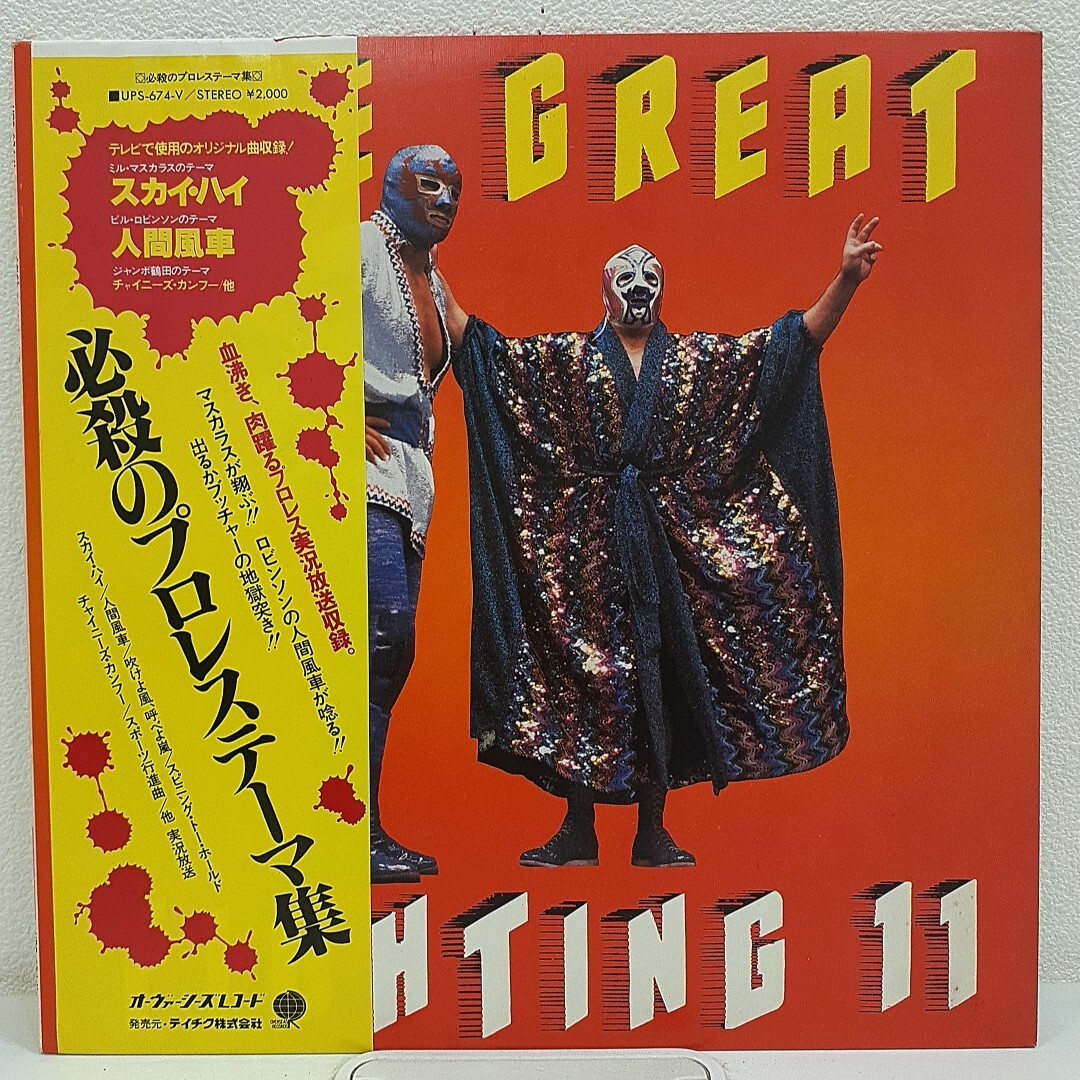 必殺のプロレステーマ集
■UPS-674-V/STEREO ¥2,000
テレビで使用のオリジナル曲収録!
ミル・マスカラスのテーマ
スカイ・ハイ
ビル・ロビンソンのテーマ
人間風車
ジャンボ鶴田のテーマ
チャイニーズ・カンフー/他
血沸き、肉躍るプロレス実況放送収録。
マスカラスが翔ぶ!! ロビンソンの人間風車が唸る!!
出るかブッチャーの地獄突き!!
必殺のプロレステーマ集
スカイ・ハイ/人間風車/吹けよ風、呼べよ嵐/スピニング・トー・ホールド
チャイニーズ・カンフー/スポーツ行進曲/他 実況放送
オーヴァーシーズレコード
発売元・テイチク株式会社
E GREAT
HTING 11